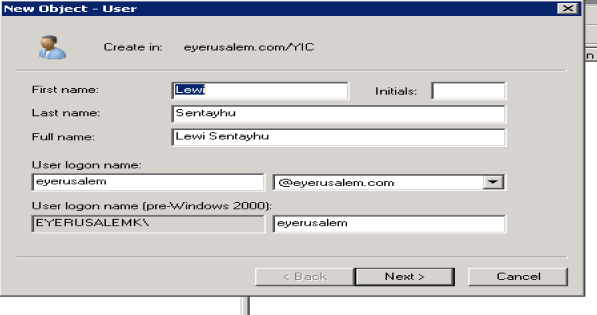 New Object - User
Create in: eyerusalem.com/YIC
First name: Lewi Initials:
Last name: Sentayhu
Full name: Lewi Sentayhu
User logon name:
eyerusalem @eyerusalem.com
User logon name (pre-Windows 2000):
EYERUSALEMK\ eyerusalem
< Back Next > Cancel